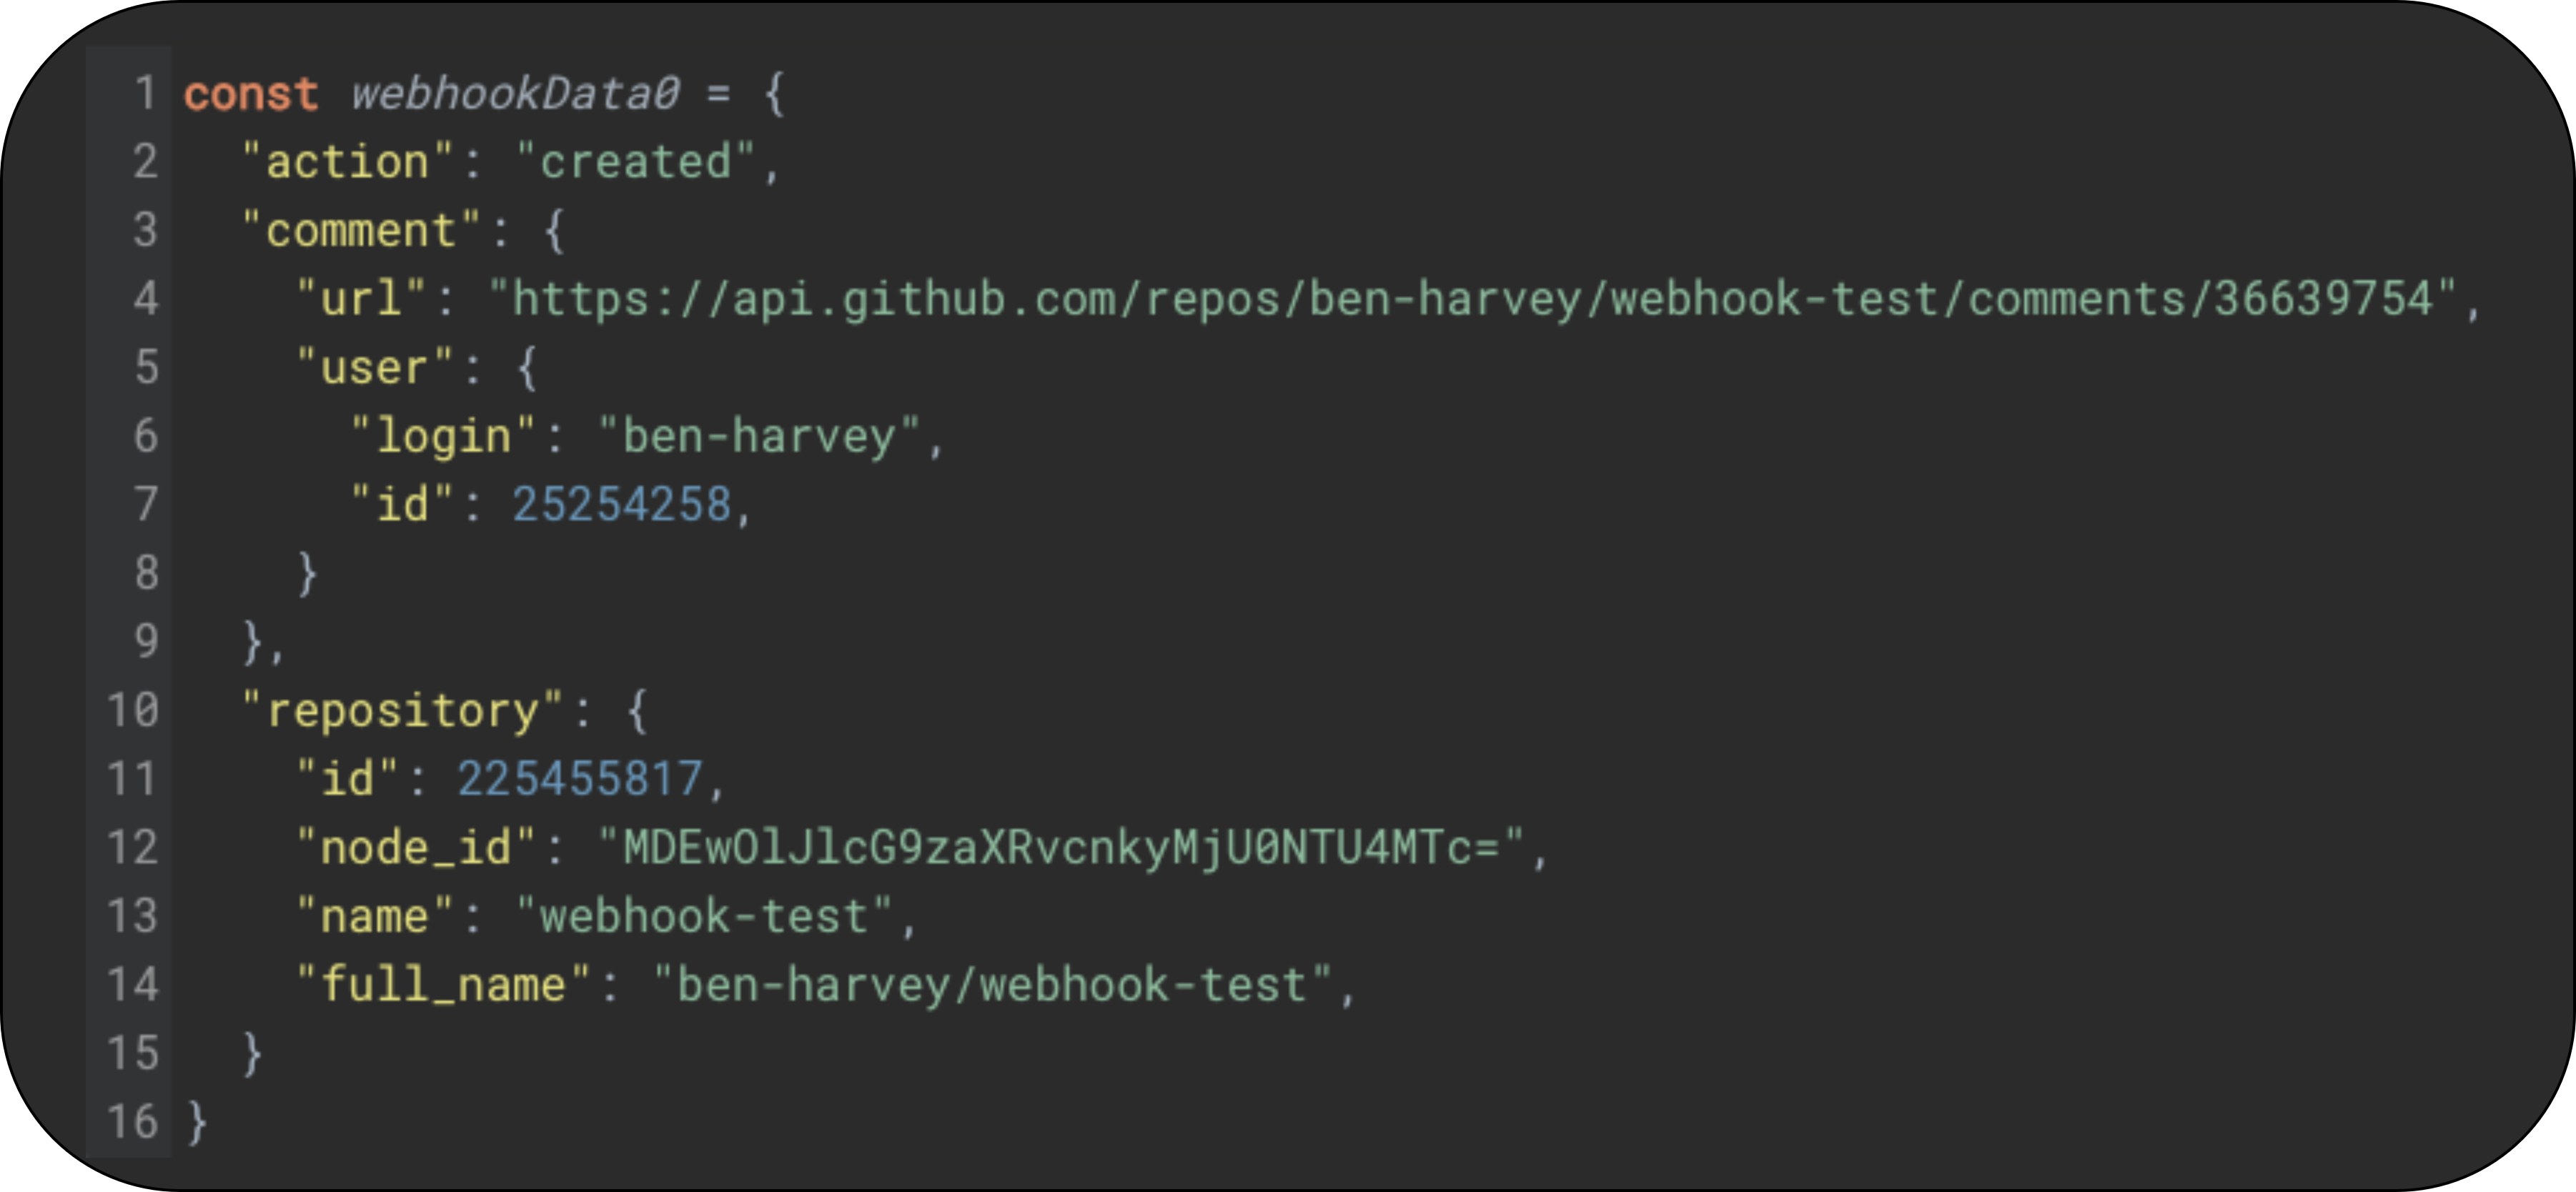 1 const webhookData0 = {
2 "action": "created",
3 "comment": {
4 "url": "https://api.github.com/repos/ben-harvey/webhook-test/comments/36639754",
5 "user": {
6 "login": "ben-harvey",
7 "id": 25254258,
8 }
9 },
10 "repository": {
11 "id": 225455817,
12 "node_id": "MDEwOlJlcG9zaXRvcnkyMjU0NTU4MTc=",
13 "name": "webhook-test",
14 "full_name": "ben-harvey/webhook-test",
15 }
16 }